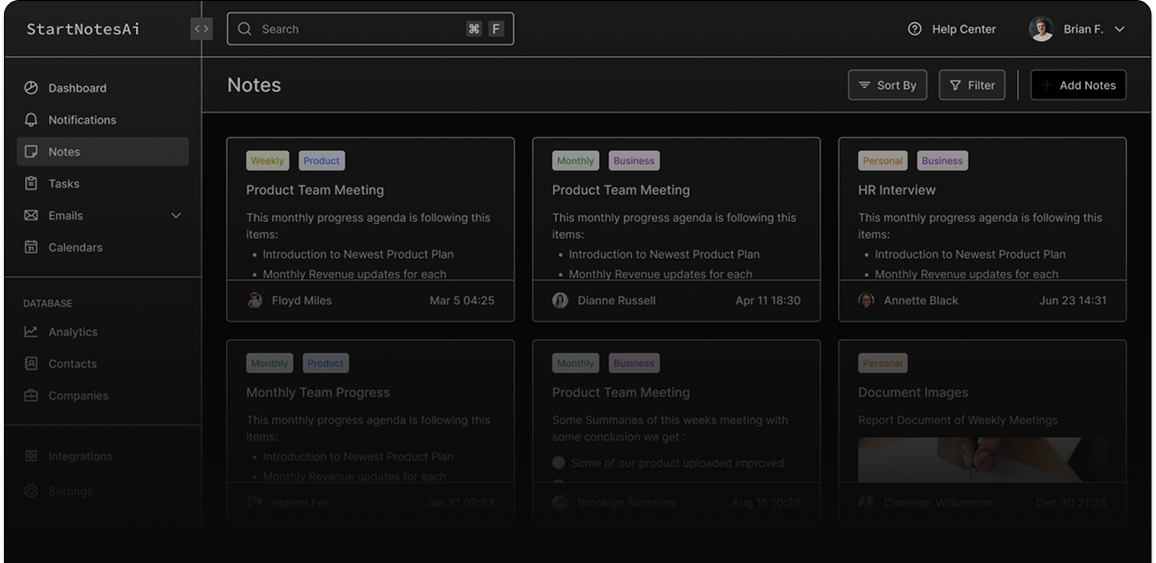 StartNotesAi
Search
⌘ F
Help Center
Brian F.
Dashboard
Notifications
Notes
Tasks
Emails
Calendars
DATABASE
Analytics
Contacts
Companies
Integrations
Settings
Notes
Sort By
Filter
+ Add Notes
Weekly Product
Product Team Meeting
This monthly progress agenda is following this
items:
• Introduction to Newest Product Plan
• Monthly Revenue updates for each
Floyd Miles Mar 5 04:25
Monthly Business
Product Team Meeting
This monthly progress agenda is following this
items:
• Introduction to Newest Product Plan
• Monthly Revenue updates for each
Dianne Russell Apr 11 18:30
Personal Business
HR Interview
This monthly progress agenda is following this
items:
• Introduction to Newest Product Plan
• Monthly Revenue updates for each
Annette Black Jun 23 14:31
Monthly Product
Monthly Team Progress
This monthly progress agenda is following this
items:
• Introduction to Newest Product Plan
• Monthly Revenue updates for each
Robert Fox Jan 31 09:53
Monthly Business
Product Team Meeting
Some Summaries of this weeks meeting with
some conclusion we get :
Some of our product uploaded improved
Brooklyn Simmons Aug 15 10:29
Personal
Document Images
Report Document of Weekly Meetings
Cameron Williamson Dec 30 21:28